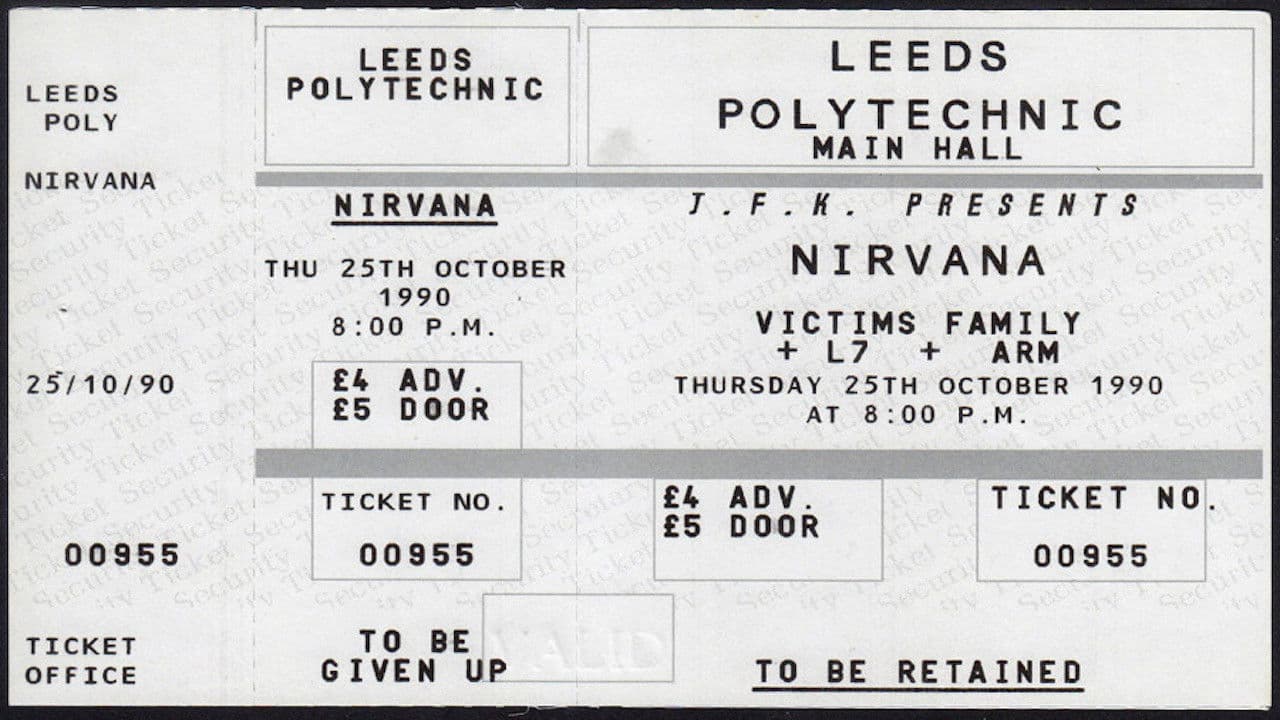 LEEDS
POLY
NIRVANA
25/10/90
00955
TICKET
OFFICE
LEEDS
POLYTECHNIC
NIRVANA
THU 25TH OCTOBER
1990
8:00 P.M.
£4 ADV.
£5 DOOR
TICKET NO.
00955
TO BE
GIVEN UP
VALID
LEEDS
POLYTECHNIC
MAIN HALL
J.F.K. PRESENTS
NIRVANA
VICTIMS FAMILY
+ L7 + ARM
THURSDAY 25TH OCTOBER 1990
AT 8:00 P.M.
£4 ADV.
£5 DOOR
TICKET NO.
00955
TO BE RETAINED